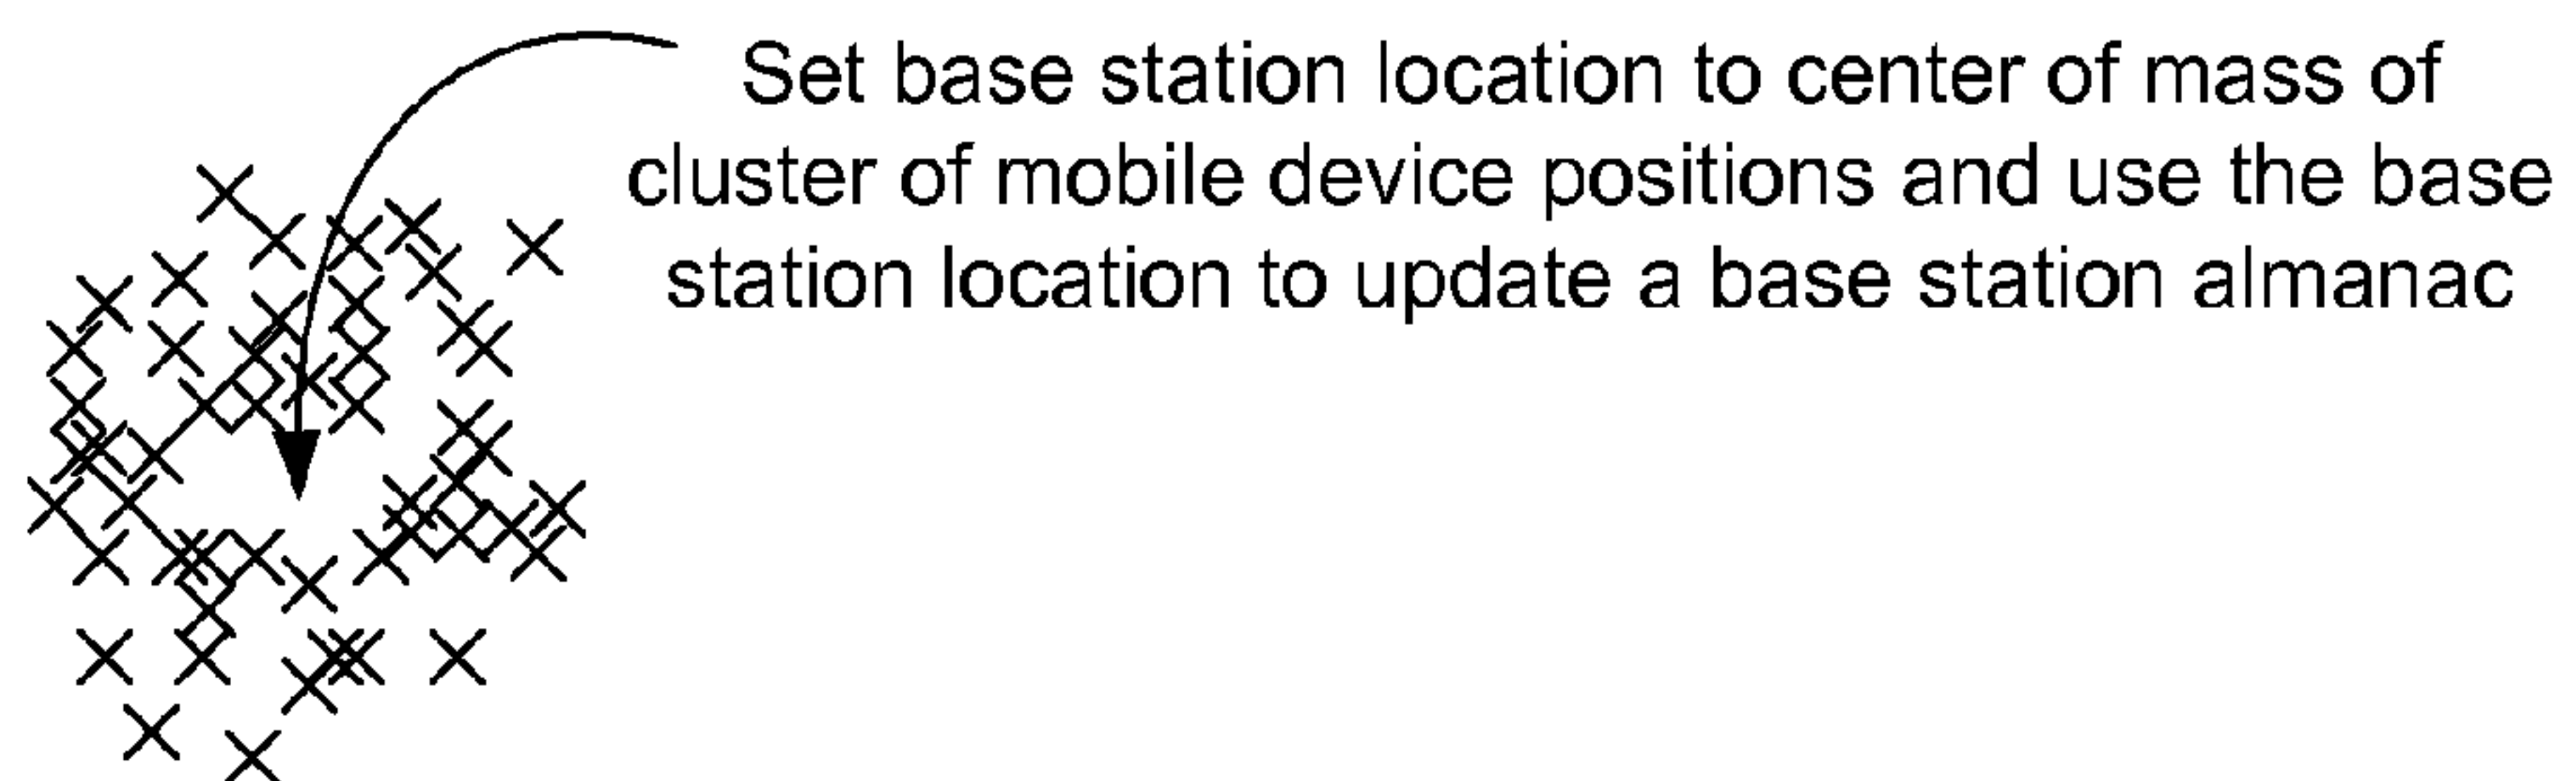 Set base station location to center of mass of
cluster of mobile device positions and use the base
station location to update a base station almanac